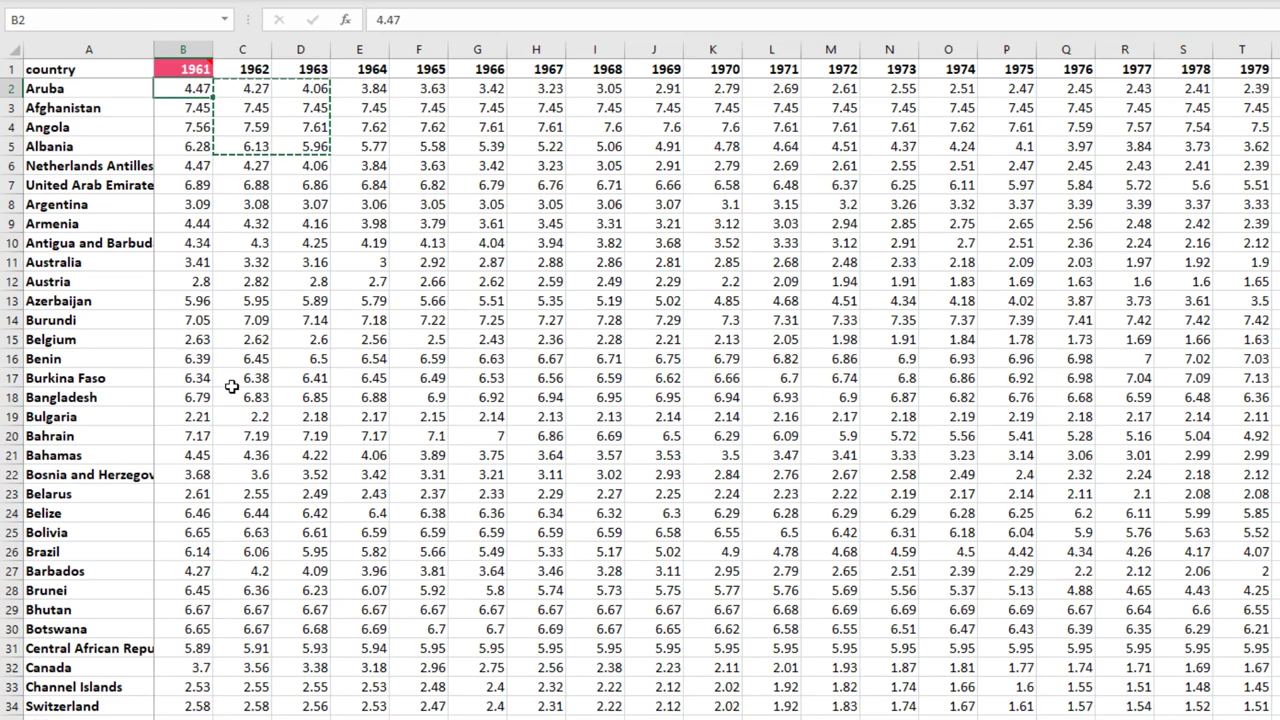 B2 4.47
A B C D E F G H I J K L M N O P Q R S T
1 country 1961 1962 1963 1964 1965 1966 1967 1968 1969 1970 1971 1972 1973 1974 1975 1976 1977 1978 1979
2 Aruba 4.47 4.27 4.06 3.84 3.63 3.42 3.23 3.05 2.91 2.79 2.69 2.61 2.55 2.51 2.47 2.45 2.43 2.41 2.39
3 Afghanistan 7.45 7.45 7.45 7.45 7.45 7.45 7.45 7.45 7.45 7.45 7.45 7.45 7.45 7.45 7.45 7.45 7.45 7.45 7.45
4 Angola 7.56 7.59 7.61 7.62 7.62 7.61 7.61 7.6 7.6 7.6 7.61 7.61 7.61 7.62 7.61 7.59 7.57 7.54 7.5
5 Albania 6.28 6.13 5.96 5.77 5.58 5.39 5.22 5.06 4.91 4.78 4.64 4.51 4.37 4.24 4.1 3.97 3.84 3.73 3.62
6 Netherlands Antilles 4.47 4.27 4.06 3.84 3.63 3.42 3.23 3.05 2.91 2.79 2.69 2.61 2.55 2.51 2.47 2.45 2.43 2.41 2.39
7 United Arab Emirate 6.89 6.88 6.86 6.84 6.82 6.79 6.76 6.71 6.66 6.58 6.48 6.37 6.25 6.11 5.97 5.84 5.72 5.6 5.51
8 Argentina 3.09 3.08 3.07 3.06 3.05 3.05 3.05 3.06 3.07 3.1 3.15 3.2 3.26 3.32 3.37 3.39 3.39 3.37 3.33
9 Armenia 4.44 4.32 4.16 3.98 3.79 3.61 3.45 3.31 3.21 3.12 3.03 2.94 2.85 2.75 2.65 2.56 2.48 2.42 2.39
10 Antigua and Barbud 4.34 4.3 4.25 4.19 4.13 4.04 3.94 3.82 3.68 3.52 3.33 3.12 2.91 2.7 2.51 2.36 2.24 2.16 2.12
11 Australia 3.41 3.32 3.16 3 2.92 2.87 2.88 2.86 2.81 2.85 2.68 2.48 2.33 2.18 2.09 2.03 1.97 1.92 1.9
12 Austria 2.8 2.82 2.8 2.7 2.66 2.62 2.59 2.49 2.29 2.2 2.09 1.94 1.91 1.83 1.69 1.63 1.6 1.6 1.65
13 Azerbaijan 5.96 5.95 5.89 5.79 5.66 5.51 5.35 5.19 5.02 4.85 4.68 4.51 4.34 4.18 4.02 3.87 3.73 3.61 3.5
14 Burundi 7.05 7.09 7.14 7.18 7.22 7.25 7.27 7.28 7.29 7.3 7.31 7.33 7.35 7.37 7.39 7.41 7.42 7.42 7.42
15 Belgium 2.63 2.62 2.6 2.56 2.5 2.43 2.36 2.28 2.21 2.13 2.05 1.98 1.91 1.84 1.78 1.73 1.69 1.66 1.63
16 Benin 6.39 6.45 6.5 6.54 6.59 6.63 6.67 6.71 6.75 6.79 6.82 6.86 6.9 6.93 6.96 6.98 7 7.02 7.03
17 Burkina Faso 6.34 6.38 6.41 6.45 6.49 6.53 6.56 6.59 6.62 6.66 6.7 6.74 6.8 6.86 6.92 6.98 7.04 7.09 7.13
18 Bangladesh 6.79 6.83 6.85 6.88 6.9 6.92 6.94 6.95 6.94 6.93 6.91 6.9 6.87 6.82 6.76 6.68 6.59 6.48 6.36
19 Bulgaria 2.21 2.2 2.18 2.17 2.15 2.14 2.13 2.13 2.14 2.14 2.16 2.17 2.18 2.19 2.19 2.18 2.17 2.14 2.11
20 Bahrain 7.17 7.19 7.19 7.17 7.1 7 6.86 6.69 6.5 6.29 6.09 5.9 5.72 5.56 5.41 5.28 5.16 5.04 4.92
21 Bahamas 4.45 4.36 4.22 4.06 3.89 3.75 3.64 3.57 3.53 3.5 3.47 3.41 3.33 3.23 3.14 3.06 3.01 2.99 2.99
22 Bosnia and Herzegov 3.68 3.6 3.52 3.42 3.31 3.21 3.11 3.02 2.93 2.84 2.76 2.67 2.58 2.49 2.4 2.32 2.24 2.18 2.12
23 Belarus 2.61 2.55 2.49 2.43 2.37 2.33 2.29 2.27 2.25 2.24 2.23 2.22 2.19 2.17 2.14 2.11 2.1 2.08 2.08
24 Belize 6.46 6.44 6.42 6.4 6.38 6.36 6.34 6.32 6.3 6.29 6.28 6.29 6.28 6.28 6.25 6.2 6.11 5.99 5.85
25 Bolivia 6.65 6.63 6.61 6.59 6.59 6.59 6.59 6.59 6.58 6.55 6.5 6.42 6.31 6.18 6.04 5.9 5.76 5.63 5.52
26 Brazil 6.14 6.06 5.95 5.82 5.66 5.49 5.33 5.17 5.02 4.9 4.78 4.68 4.59 4.5 4.42 4.34 4.26 4.17 4.07
27 Barbados 4.27 4.2 4.09 3.96 3.81 3.64 3.46 3.28 3.11 2.95 2.79 2.65 2.51 2.39 2.29 2.2 2.12 2.06 2
28 Brunei 6.45 6.36 6.23 6.07 5.92 5.8 5.74 5.73 5.75 5.77 5.76 5.69 5.56 5.37 5.13 4.88 4.65 4.43 4.25
29 Bhutan 6.67 6.67 6.67 6.67 6.67 6.67 6.67 6.67 6.67 6.67 6.68 6.69 6.69 6.69 6.68 6.67 6.64 6.6 6.55
30 Botswana 6.65 6.67 6.68 6.69 6.7 6.7 6.69 6.67 6.65 6.62 6.58 6.55 6.51 6.47 6.43 6.39 6.35 6.29 6.21
31 Central African Repu 5.89 5.91 5.93 5.94 5.95 5.95 5.95 5.95 5.95 5.95 5.95 5.95 5.95 5.95 5.95 5.95 5.95 5.95 5.95
32 Canada 3.7 3.56 3.38 3.18 2.96 2.75 2.56 2.38 2.23 2.11 2.01 1.93 1.87 1.81 1.77 1.74 1.71 1.69 1.67
33 Channel Islands 2.53 2.55 2.55 2.53 2.48 2.4 2.32 2.22 2.12 2.02 1.92 1.82 1.74 1.66 1.6 1.55 1.51 1.48 1.45
34 Switzerland 2.58 2.58 2.56 2.53 2.47 2.4 2.31 2.22 2.12 2.02 1.92 1.83 1.74 1.67 1.61 1.57 1.54 1.52 1.51